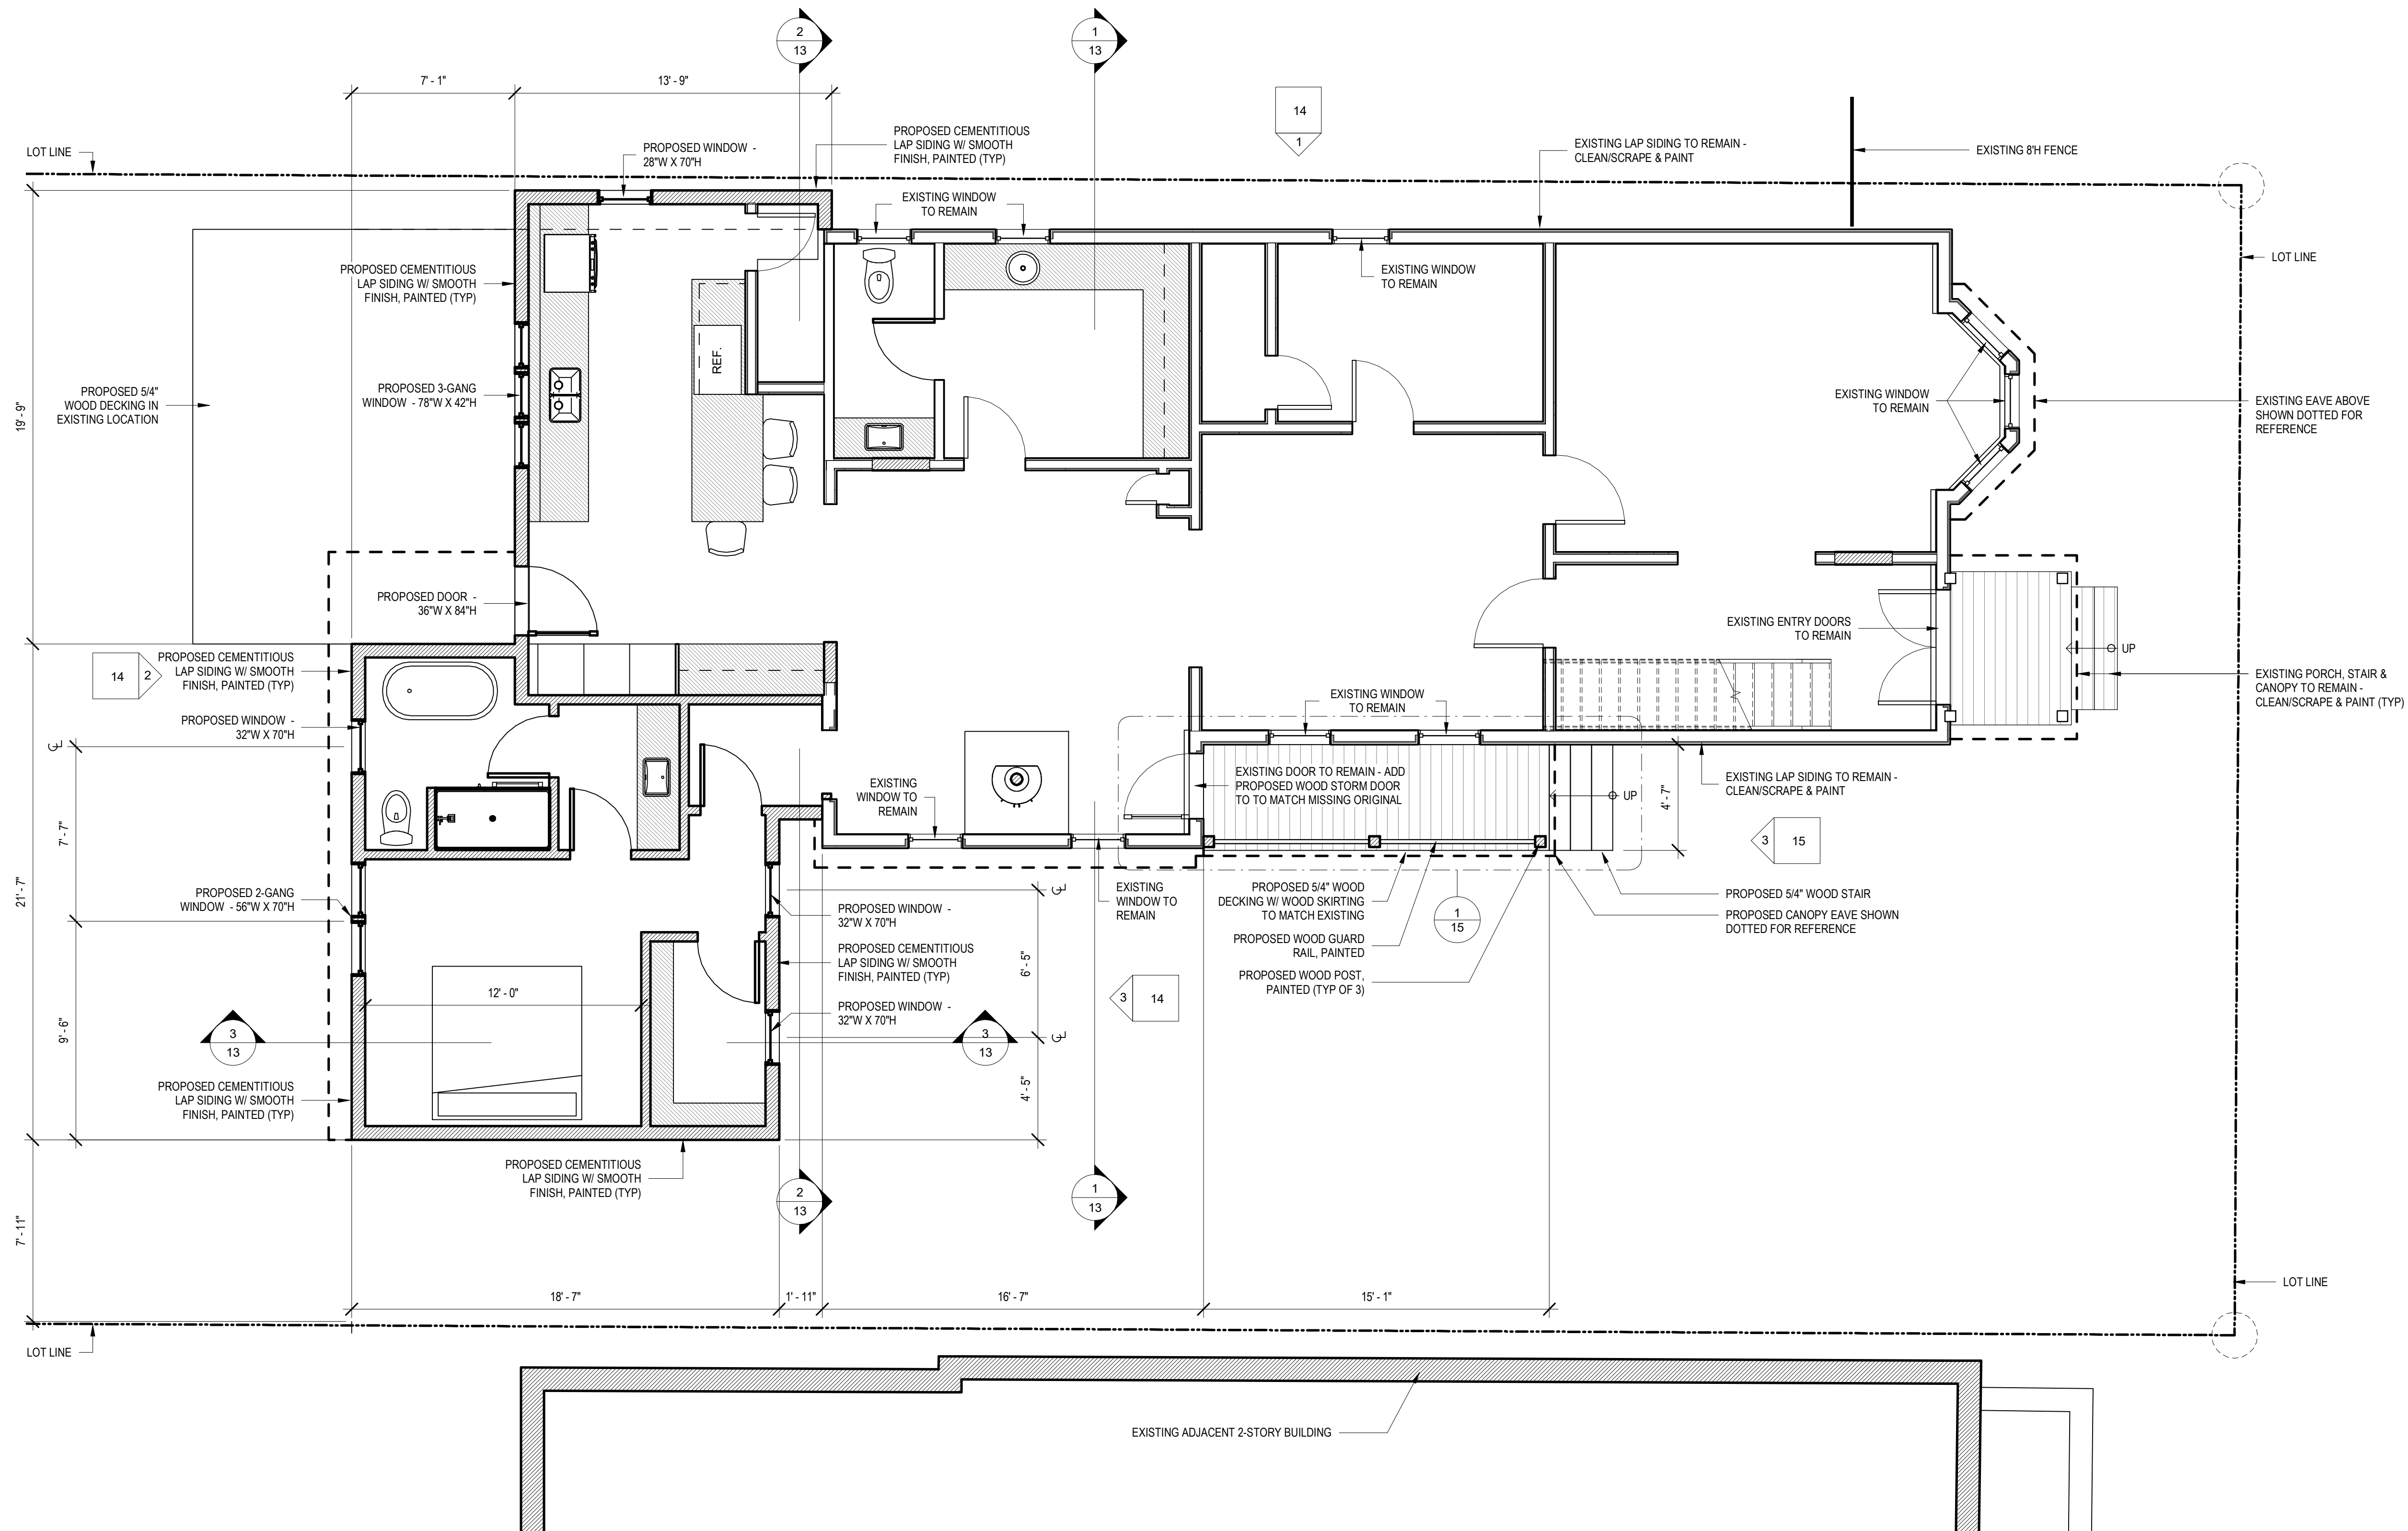 2
13
1
13
7' - 1"
13' - 9"
14
1
LOT LINE
PROPOSED WINDOW -
28"W X 70"H
PROPOSED CEMENTITIOUS
LAP SIDING W/ SMOOTH
FINISH, PAINTED (TYP)
EXISTING LAP SIDING TO REMAIN -
CLEAN/SCRAPE & PAINT
EXISTING 8'H FENCE
EXISTING WINDOW
TO REMAIN
LOT LINE
PROPOSED CEMENTITIOUS
LAP SIDING W/ SMOOTH
FINISH, PAINTED (TYP)
EXISTING WINDOW
TO REMAIN
REF.
PROPOSED 5/4"
WOOD DECKING IN
EXISTING LOCATION
PROPOSED 3-GANG
WINDOW - 78"W X 42"H
19' - 9"
EXISTING WINDOW
TO REMAIN
EXISTING EAVE ABOVE
SHOWN DOTTED FOR
REFERENCE
PROPOSED DOOR -
36"W X 84"H
EXISTING ENTRY DOORS
TO REMAIN
UP
14
2
PROPOSED CEMENTITIOUS
LAP SIDING W/ SMOOTH
FINISH, PAINTED (TYP)
EXISTING PORCH, STAIR &
CANOPY TO REMAIN -
CLEAN/SCRAPE & PAINT (TYP)
EXISTING WINDOW
TO REMAIN
PROPOSED WINDOW -
32"W X 70"H
EXISTING
WINDOW TO
REMAIN
EXISTING DOOR TO REMAIN - ADD
PROPOSED WOOD STORM DOOR
TO TO MATCH MISSING ORIGINAL
UP
4' - 7"
EXISTING LAP SIDING TO REMAIN -
CLEAN/SCRAPE & PAINT
7' - 7"
3
15
21' - 7"
PROPOSED 2-GANG
WINDOW - 56"W X 70"H
PROPOSED WINDOW -
32"W X 70"H
EXISTING
WINDOW TO
REMAIN
PROPOSED 5/4" WOOD
DECKING W/ WOOD SKIRTING
TO MATCH EXISTING
1
15
PROPOSED 5/4" WOOD STAIR
PROPOSED CANOPY EAVE SHOWN
DOTTED FOR REFERENCE
PROPOSED CEMENTITIOUS
LAP SIDING W/ SMOOTH
FINISH, PAINTED (TYP)
6' - 5"
PROPOSED WOOD GUARD
RAIL, PAINTED
PROPOSED WOOD POST,
PAINTED (TYP OF 3)
12' - 0"
3
14
PROPOSED WINDOW -
32"W X 70"H
9' - 6"
3
13
3
13
4' - 5"
PROPOSED CEMENTITIOUS
LAP SIDING W/ SMOOTH
FINISH, PAINTED (TYP)
PROPOSED CEMENTITIOUS
LAP SIDING W/ SMOOTH
FINISH, PAINTED (TYP)
2
13
1
13
7' - 11"
LOT LINE
18' - 7"
1' - 11"
16' - 7"
15' - 1"
LOT LINE
EXISTING ADJACENT 2-STORY BUILDING